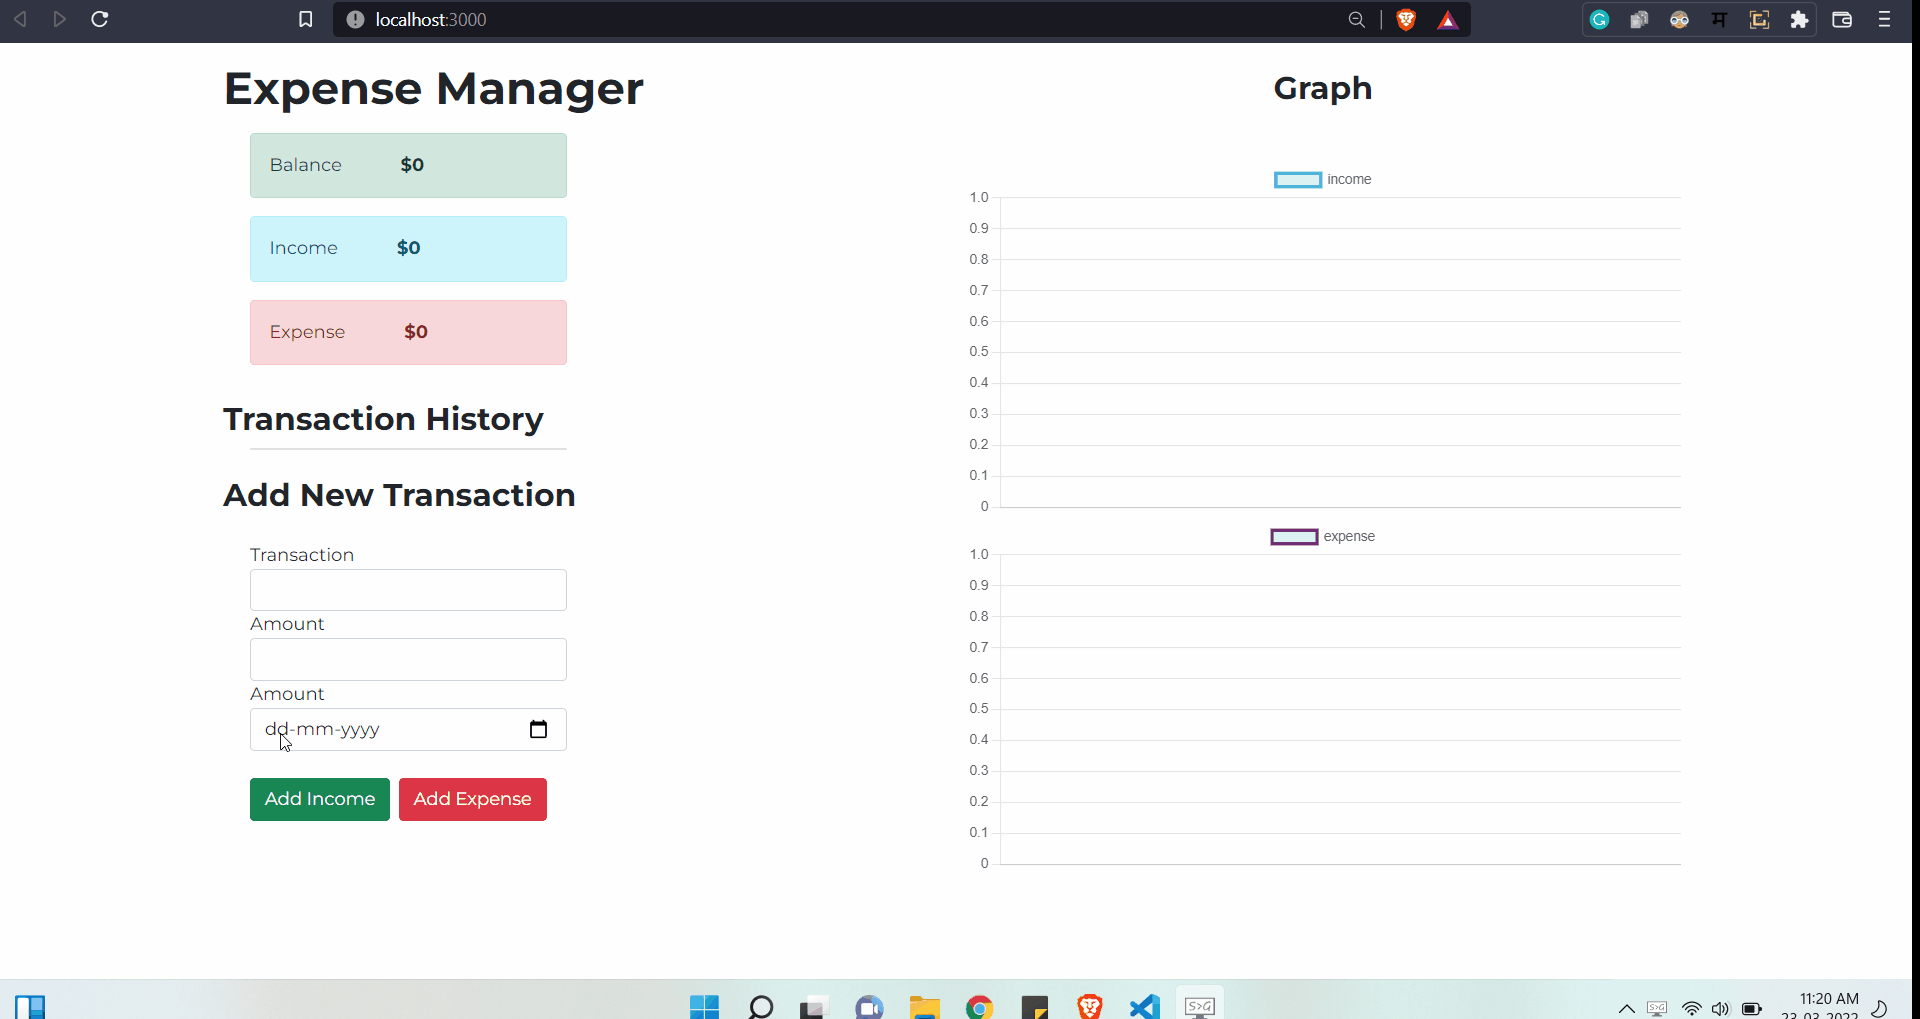 localhost:3000
Expense Manager
Balance $0
Income $0
Expense $0
Transaction History
Add New Transaction
Transaction
Amount
Amount
dd-mm-yyyy
Add Income Add Expense
Graph
income
1.0
0.9
0.8
0.7
0.6
0.5
0.4
0.3
0.2
0.1
0
expense
1.0
0.9
0.8
0.7
0.6
0.5
0.4
0.3
0.2
0.1
0
11:20 AM
23-03-2022